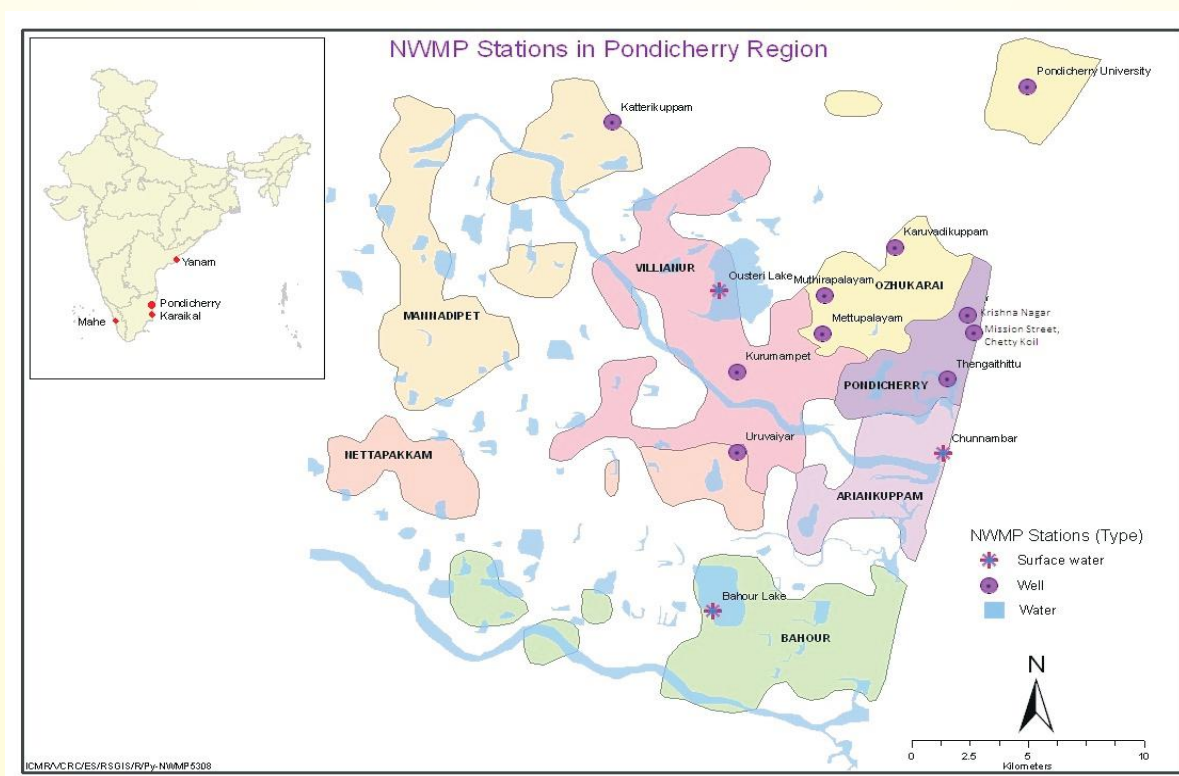 NWMP Stations in Pondicherry Region
Yanam
Pondicherry
Karaikal
Mahe
Pondicherry University
Katterikuppam
Karuvadikuppam
VILLIANUR
Ousteri Lake
Muthirapalayam
OZHUKARAI
MANNADIPET
Mettupalayam
Krishna Nagar
Mission Street,
Chetty Koil
Kurumampet
Thengaithittu
PONDICHERRY
Uruvaiyar
Chunnambar
NETTAPAKKAM
ARIANKUPPAM
NWMP Stations (Type)
Surface water
Well
Water
Bahour Lake
BAHOUR
N
0 2.5 5 10
Kilometers
ICMR/VCRC/ES/RSGIS/R/Py-NWMP5308